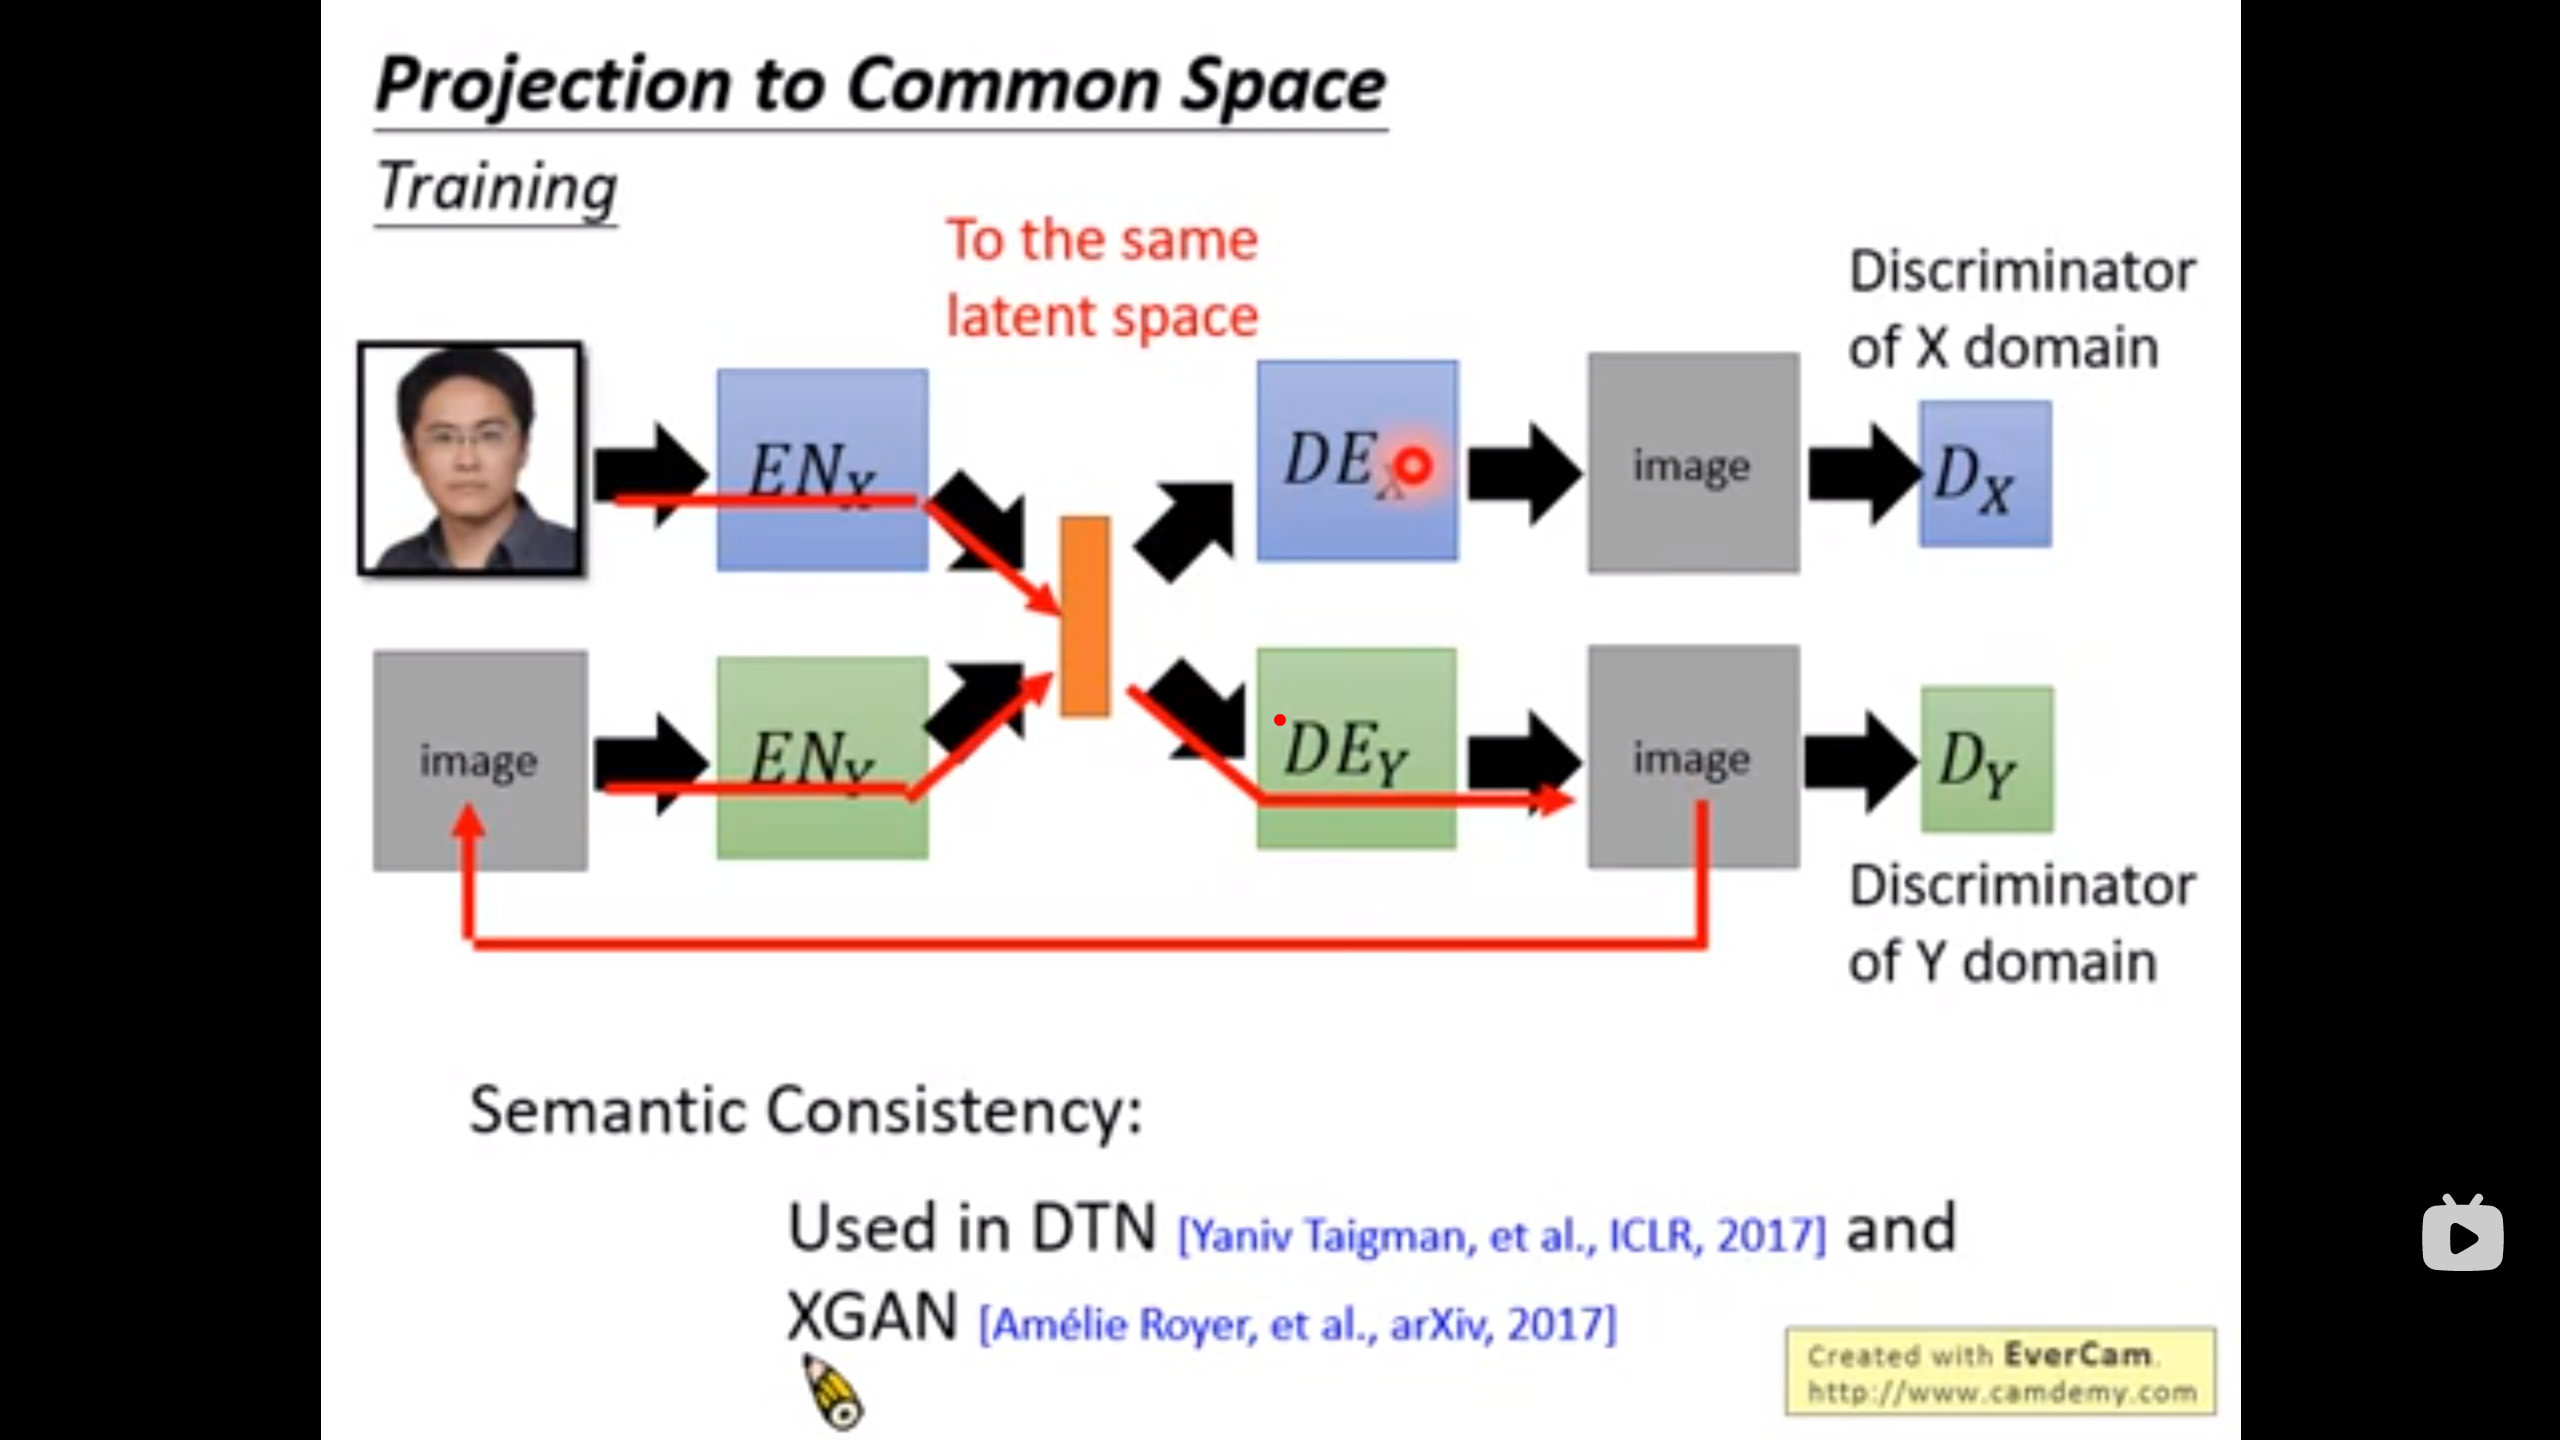 Projection to Common Space
Training
To the same
latent space
Discriminator
of X domain
EN_X
DE_X
image
D_X
image
EN_Y
DE_Y
image
D_Y
Discriminator
of Y domain
Semantic Consistency:
Used in DTN [Yaniv Taigman, et al., ICLR, 2017] and
XGAN [Amélie Royer, et al., arXiv, 2017]
Created with EverCam.
http://www.camdemy.com